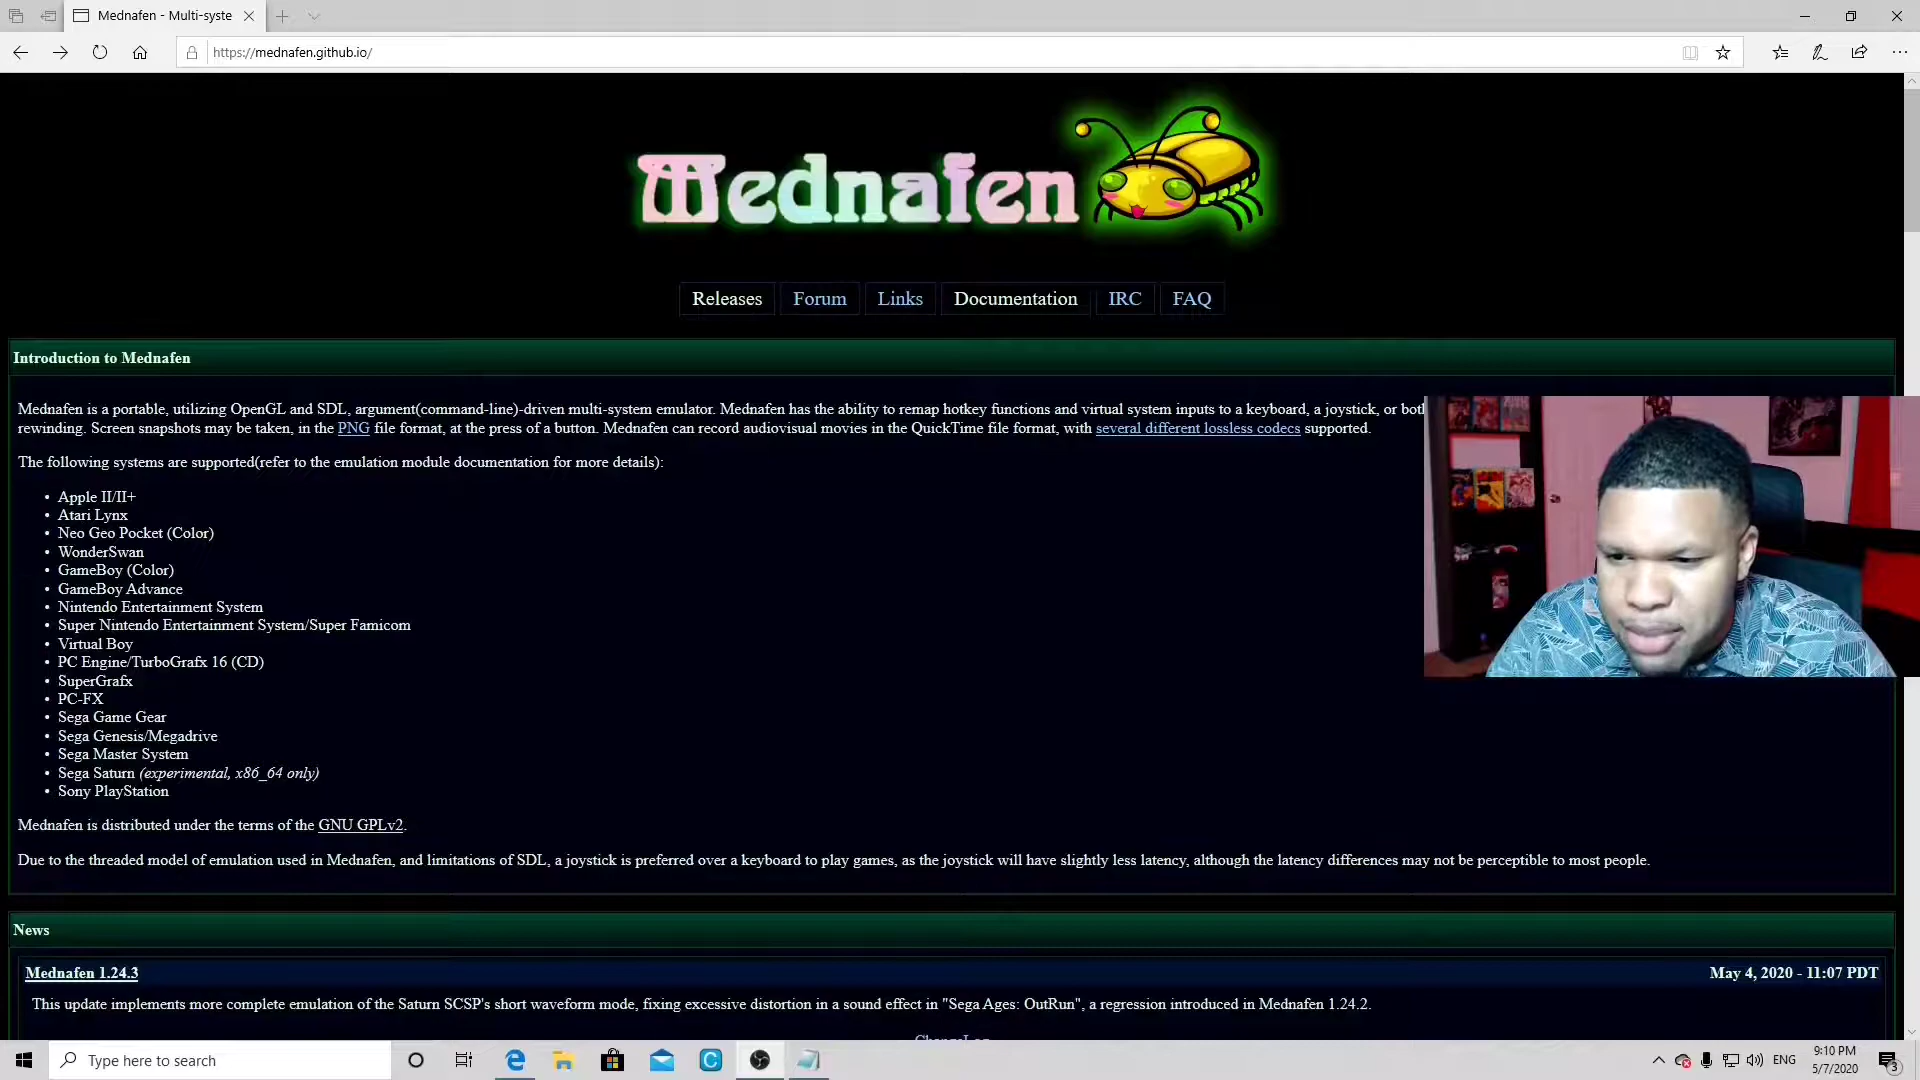 Mednafen - Multi-syste
https://mednafen.github.io/
Mednafen
Releases Forum Links Documentation IRC FAQ
Introduction to Mednafen
Mednafen is a portable, utilizing OpenGL and SDL, argument(command-line)-driven multi-system emulator. Mednafen has the ability to remap hotkey functions and virtual system inputs to a keyboard, a joystick, or both
rewinding. Screen snapshots may be taken, in the PNG file format, at the press of a button. Mednafen can record audiovisual movies in the QuickTime file format, with several different lossless codecs supported.
The following systems are supported(refer to the emulation module documentation for more details):
• Apple II/II+
• Atari Lynx
• Neo Geo Pocket (Color)
• WonderSwan
• GameBoy (Color)
• GameBoy Advance
• Nintendo Entertainment System
• Super Nintendo Entertainment System/Super Famicom
• Virtual Boy
• PC Engine/TurboGrafx 16 (CD)
• SuperGrafx
• PC-FX
• Sega Game Gear
• Sega Genesis/Megadrive
• Sega Master System
• Sega Saturn (experimental, x86_64 only)
• Sony PlayStation
Mednafen is distributed under the terms of the GNU GPLv2.
Due to the threaded model of emulation used in Mednafen, and limitations of SDL, a joystick is preferred over a keyboard to play games, as the joystick will have slightly less latency, although the latency differences may not be perceptible to most people.
News
Mednafen 1.24.3 May 4, 2020 - 11:07 PDT
This update implements more complete emulation of the Saturn SCSP's short waveform mode, fixing excessive distortion in a sound effect in "Sega Ages: OutRun", a regression introduced in Mednafen 1.24.2.
ChangeLog
Type here to search
ENG
9:10 PM
5/7/2020
3